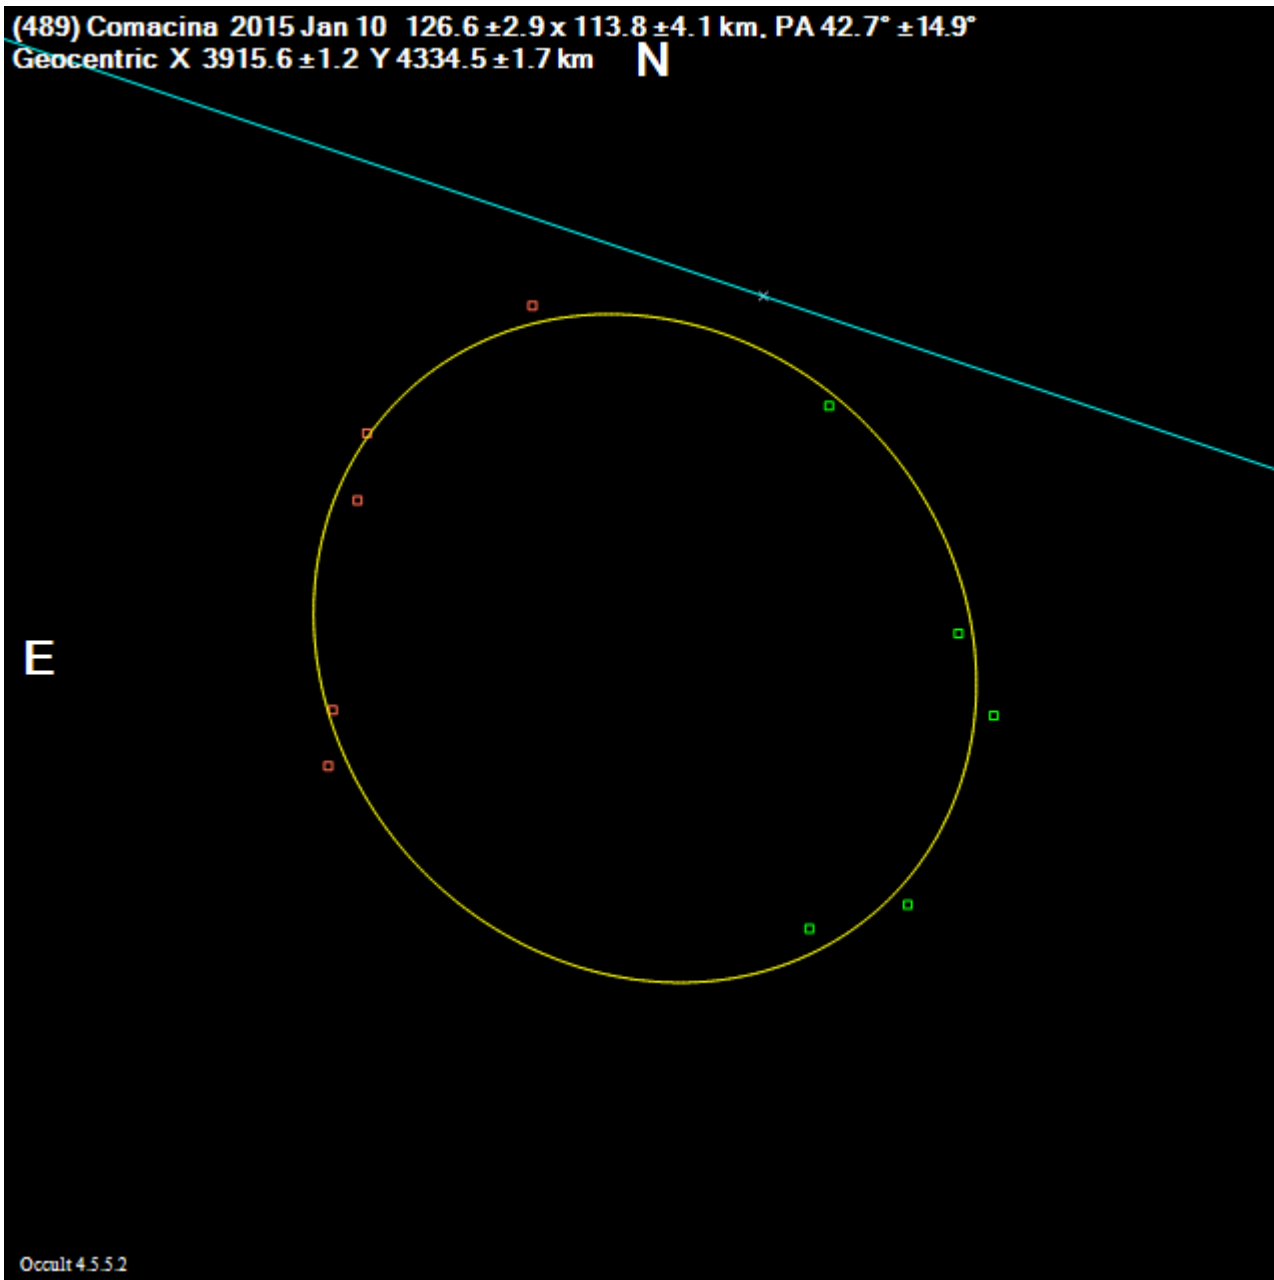 (489) Comacina 2015 Jan 10 126.6 ±2.9 x 113.8 ±4.1 km, PA 42.7° ±14.9°
Geocentric X 3915.6 ±1.2 Y 4334.5 ±1.7 km
N
E
Occult 4.5.5.2